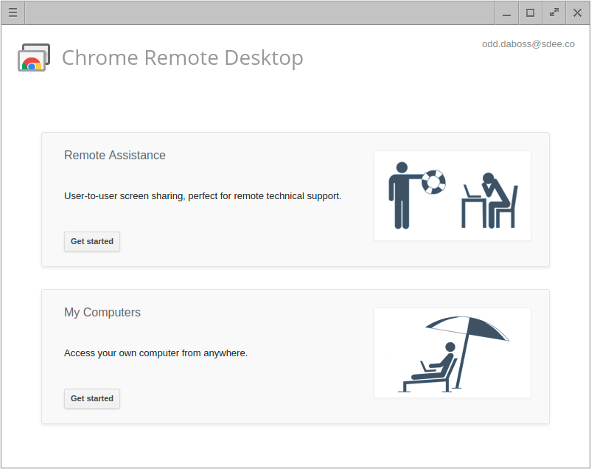 odd.daboss@sdee.co
Chrome Remote Desktop
Remote Assistance
User-to-user screen sharing, perfect for remote technical support.
Get started
My Computers
Access your own computer from anywhere.
Get started